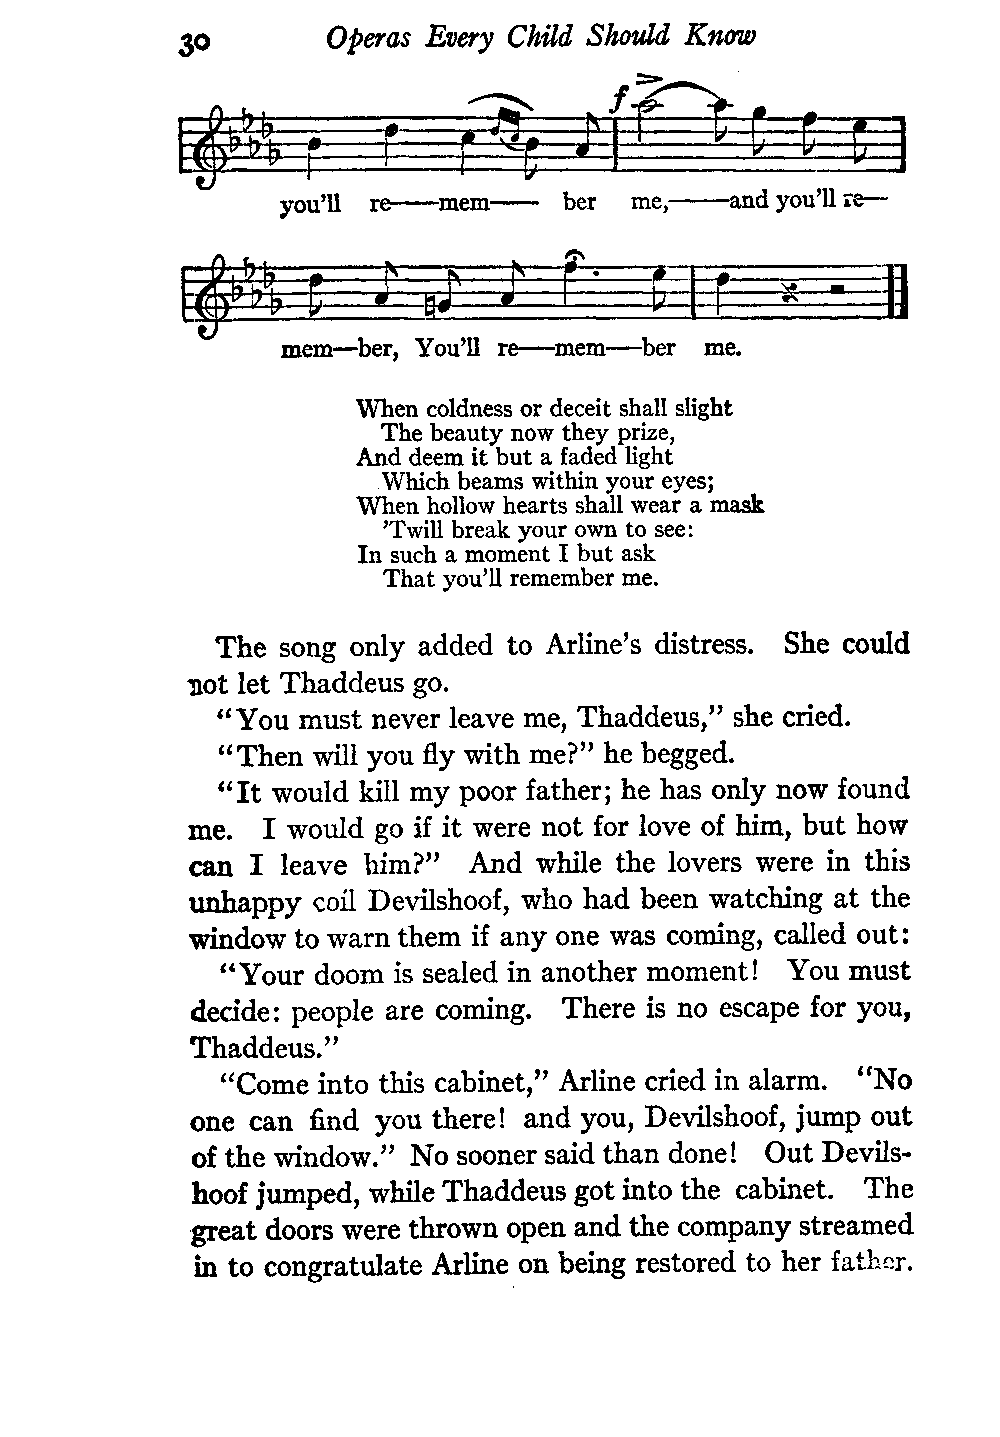 30 Operas Every Child Should Know
f
you'll re——mem—— ber me,——and you'll re—
mem—ber, You'll re——mem——ber me.
When coldness or deceit shall slight
The beauty now they prize,
And deem it but a faded light
Which beams within your eyes;
When hollow hearts shall wear a mask
'Twill break your own to see:
In such a moment I but ask
That you'll remember me.
The song only added to Arline's distress. She could
not let Thaddeus go.
"You must never leave me, Thaddeus," she cried.
"Then will you fly with me?" he begged.
"It would kill my poor father; he has only now found
me. I would go if it were not for love of him, but how
can I leave him?" And while the lovers were in this
unhappy coil Devilshoof, who had been watching at the
window to warn them if any one was coming, called out:
"Your doom is sealed in another moment! You must
decide: people are coming. There is no escape for you,
Thaddeus."
"Come into this cabinet," Arline cried in alarm. "No
one can find you there! and you, Devilshoof, jump out
of the window." No sooner said than done! Out Devils-
hoof jumped, while Thaddeus got into the cabinet. The
great doors were thrown open and the company streamed
in to congratulate Arline on being restored to her father.